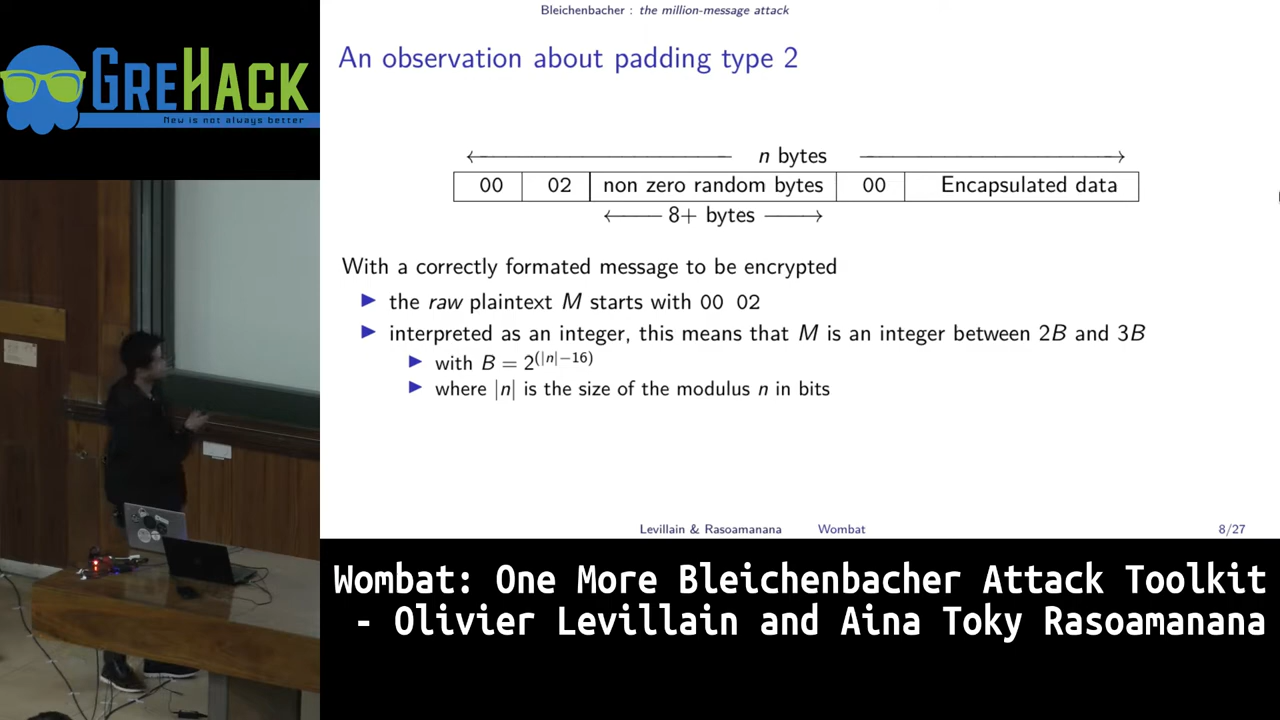 Bleichenbacher : the million-message attack
An observation about padding type 2
GREHACK
New is not always better
n bytes
00 02 non zero random bytes 00 Encapsulated data
8+ bytes
With a correctly formated message to be encrypted
▶ the raw plaintext M starts with 00 02
▶ interpreted as an integer, this means that M is an integer between 2B and 3B
▶ with B = 2^(|n|−16)
▶ where |n| is the size of the modulus n in bits
Levillain & Rasoamanana Wombat 8/27
Wombat: One More Bleichenbacher Attack Toolkit
- Olivier Levillain and Aina Toky Rasoamanana